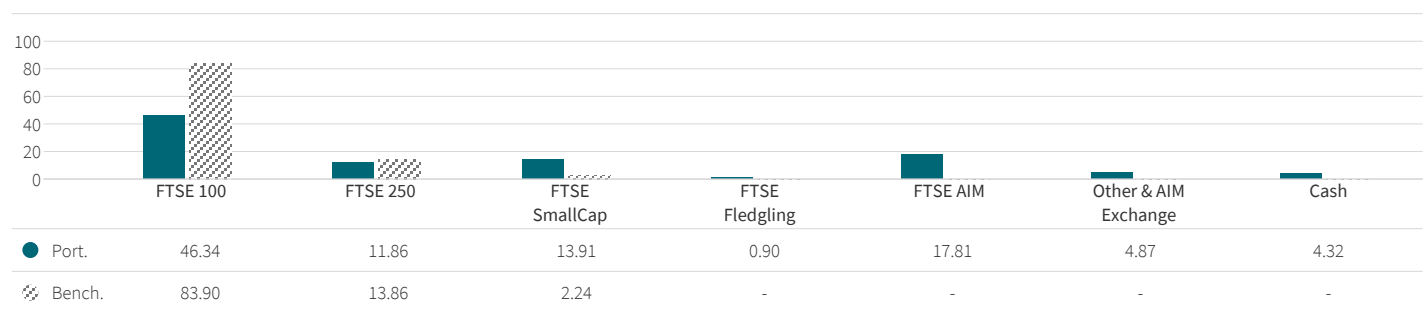 100
80
60
40
20
0
FTSE 100 FTSE 250 FTSE FTSE FTSE AIM Other & AIM Cash
SmallCap Fledgling Exchange
Port. 46.34 11.86 13.91 0.90 17.81 4.87 4.32
Bench. 83.90 13.86 2.24 - - - -